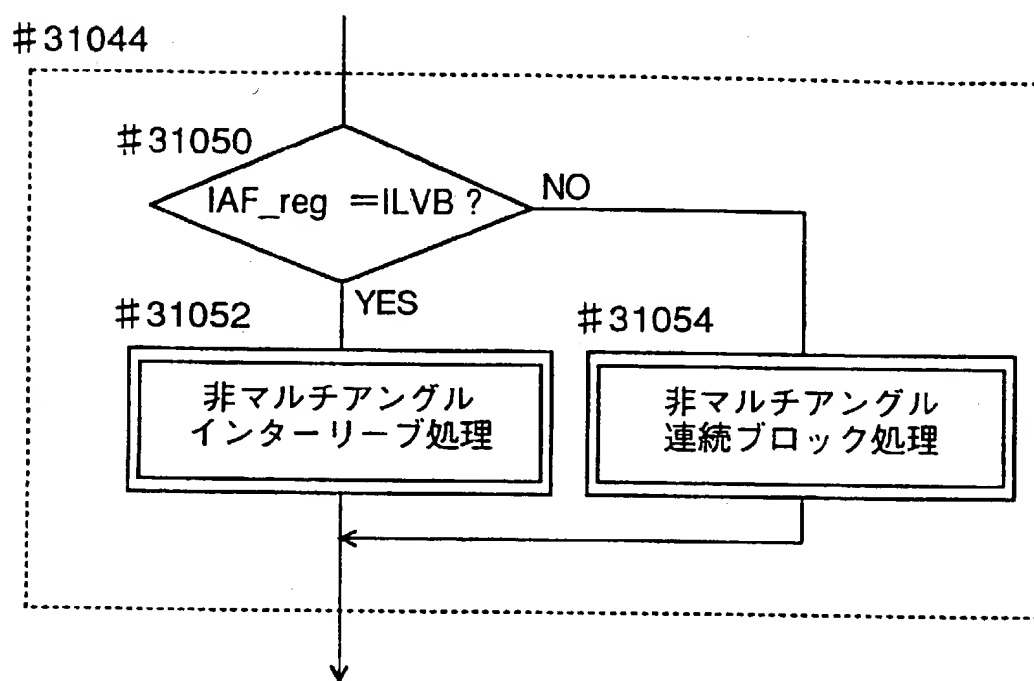 #31044
#31050
IAF_reg =ILVB ?
NO
YES
#31052
#31054
非マルチアングル
インターリーブ処理
非マルチアングル
連続ブロック処理